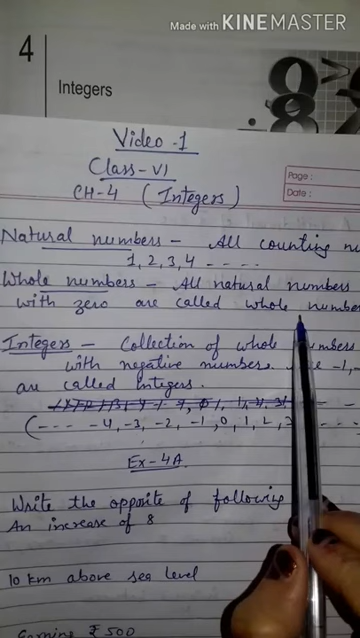 Made with KINEMASTER
4
Integers
Video-1
Class-VI
CH-4 (Integers)
Page :
Date :
Natural numbers - All counting
1, 2, 3, 4 -----
Whole numbers - All natural numbers
with zero are called whole number
Integers - Collection of whole
with negative numbers. -1,
are called Integers.
(---- -4, -3, -2, -1, 0, 1, 2,
Ex-4A
Write the opposite of following
An increase of 8
10 km above sea level
₹ 500